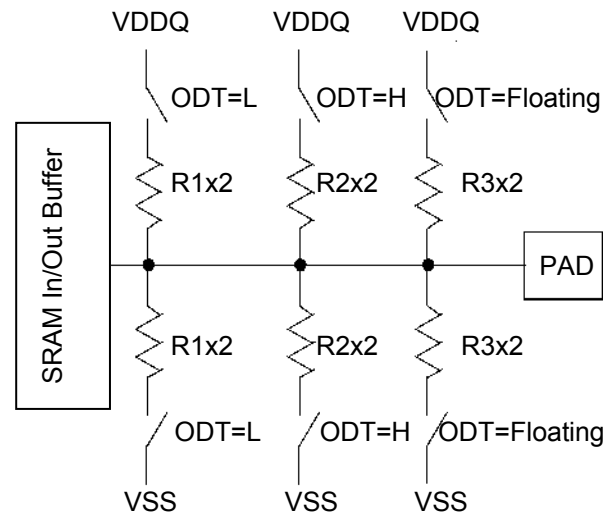 VDDQ VDDQ VDDQ
ODT=L ODT=H ODT=Floating
R1x2 R2x2 R3x2
SRAM In/Out Buffer
PAD
R1x2 R2x2 R3x2
ODT=L ODT=H ODT=Floating
VSS VSS VSS